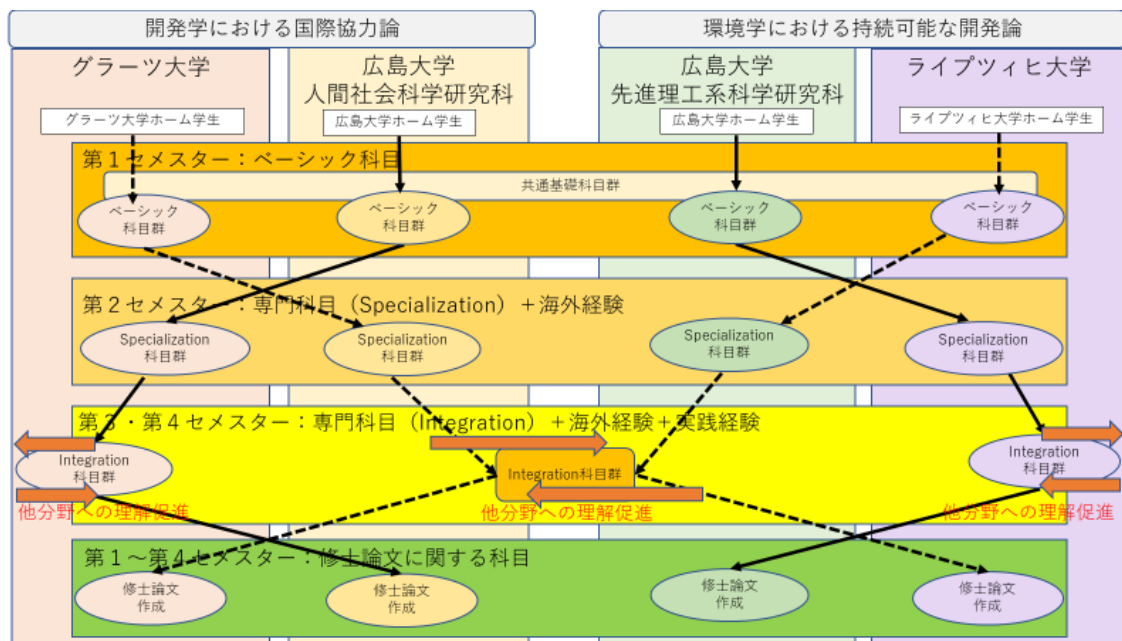 開発学における国際協力論
環境学における持続可能な開発論
グラーツ大学
広島大学
人間社会科学研究科
広島大学
先進理工系科学研究科
ライプツィヒ大学
グラーツ大学ホーム学生
広島大学ホーム学生
広島大学ホーム学生
ライプツィヒ大学ホーム学生
第1セメスター：ベーシック科目
共通基礎科目群
ベーシック
科目群
ベーシック
科目群
ベーシック
科目群
ベーシック
科目群
第2セメスター：専門科目（Specialization）＋海外経験
Specialization
科目群
Specialization
科目群
Specialization
科目群
Specialization
科目群
第3・第4セメスター：専門科目（Integration）＋海外経験＋実践経験
Integration
科目群
Integration科目群
Integration
科目群
他分野への理解促進
他分野への理解促進
他分野への理解促進
第1～第4セメスター：修士論文に関する科目
修士論文
作成
修士論文
作成
修士論文
作成
修士論文
作成